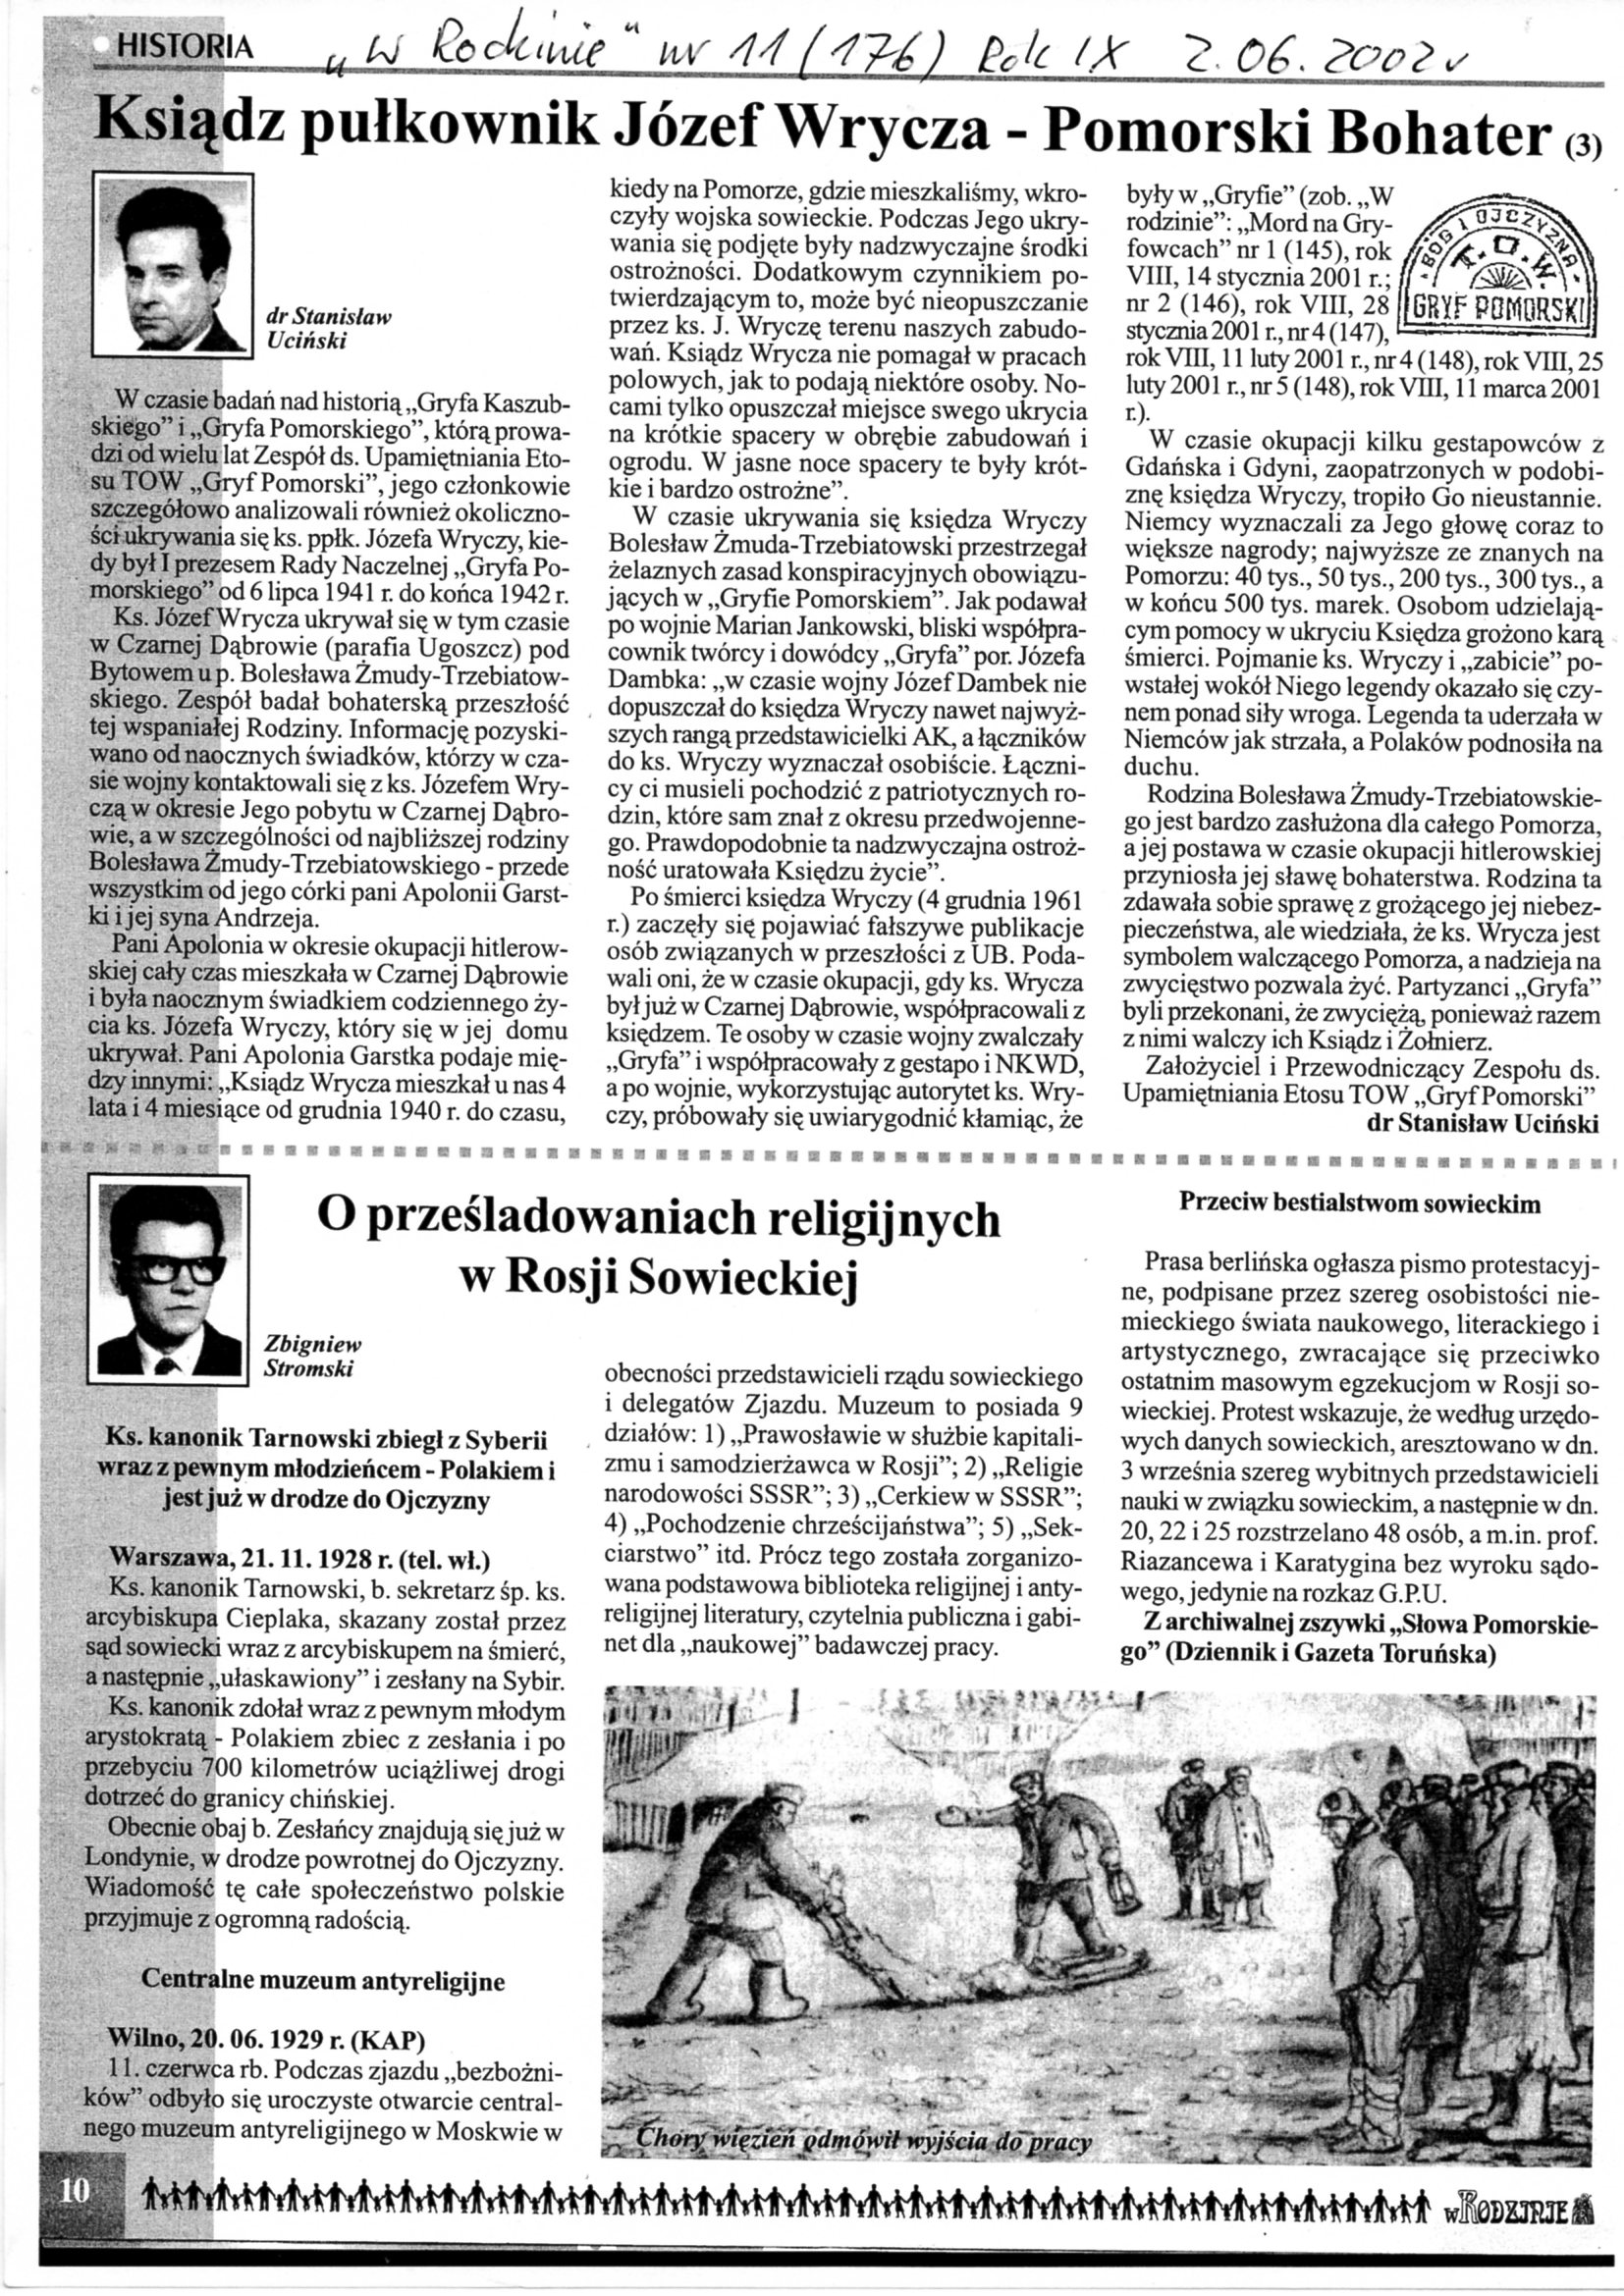 HISTORIA
„W Rodzinie" nr 11 (176) Rok IX 2.06.2002 r
Ksiądz pułkownik Józef Wrycza - Pomorski Bohater (3)
dr Stanisław
Uciński
W czasie badań nad historią „Gryfa Kaszub-
skiego” i „Gryfa Pomorskiego”, którą prowa-
dzi od wielu lat Zespół ds. Upamiętniania Eto-
su TOW „Gryf Pomorski”, jego członkowie
szczegółowo analizowali również okoliczno-
ści ukrywania się ks. ppłk. Józefa Wryczy, kie-
dy był I prezesem Rady Naczelnej „Gryfa Po-
morskiego” od 6 lipca 1941 r. do końca 1942 r.
Ks. Józef Wrycza ukrywał się w tym czasie
w Czarnej Dąbrowie (parafia Ugoszcz) pod
Bytowem u p. Bolesława Żmudy-Trzebiatow-
skiego. Zespół badał bohaterską przeszłość
tej wspaniałej Rodziny. Informację pozyski-
wano od naocznych świadków, którzy w cza-
sie wojny kontaktowali się z ks. Józefem Wry-
czą w okresie Jego pobytu w Czarnej Dąbro-
wie, a w szczególności od najbliższej rodziny
Bolesława Żmudy-Trzebiatowskiego - przede
wszystkim od jego córki pani Apolonii Garst-
ki i jej syna Andrzeja.
Pani Apolonia w okresie okupacji hitlerow-
skiej cały czas mieszkała w Czarnej Dąbrowie
i była naocznym świadkiem codziennego ży-
cia ks. Józefa Wryczy, który się w jej domu
ukrywał. Pani Apolonia Garstka podaje mię-
dzy innymi: „Ksiądz Wrycza mieszkał u nas 4
lata i 4 miesiące od grudnia 1940 r. do czasu,
kiedy na Pomorze, gdzie mieszkaliśmy, wkro-
czyły wojska sowieckie. Podczas Jego ukry-
wania się podjęte były nadzwyczajne środki
ostrożności. Dodatkowym czynnikiem po-
twierdzającym to, może być nieopuszczanie
przez ks. J. Wryczę terenu naszych zabudo-
wań. Ksiądz Wrycza nie pomagał w pracach
polowych, jak to podają niektóre osoby. No-
cami tylko opuszczał miejsce swego ukrycia
na krótkie spacery w obrębie zabudowań i
ogrodu. W jasne noce spacery te były krót-
kie i bardzo ostrożne”.
W czasie ukrywania się księdza Wryczy
Bolesław Żmuda-Trzebiatowski przestrzegał
żelaznych zasad konspiracyjnych obowiązu-
jących w „Gryfie Pomorskiem”. Jak podawał
po wojnie Marian Jankowski, bliski współpra-
cownik twórcy i dowódcy „Gryfa” por. Józefa
Dambka: „w czasie wojny Józef Dambek nie
dopuszczał do księdza Wryczy nawet najwyż-
szych rangą przedstawicielki AK, a łączników
do ks. Wryczy wyznaczał osobiście. Łączni-
cy ci musieli pochodzić z patriotycznych ro-
dzin, które sam znał z okresu przedwojenne-
go. Prawdopodobnie ta nadzwyczajna ostroż-
ność uratowała Księdzu życie”.
Po śmierci księdza Wryczy (4 grudnia 1961
r.) zaczęły się pojawiać fałszywe publikacje
osób związanych w przeszłości z UB. Poda-
wali oni, że w czasie okupacji, gdy ks. Wrycza
był już w Czarnej Dąbrowie, współpracowali z
księdzem. Te osoby w czasie wojny zwalczały
„Gryfa” i współpracowały z gestapo i NKWD,
a po wojnie, wykorzystując autorytet ks. Wry-
czy, próbowały się uwiarygodnić kłamiąc, że
były w „Gryfie” (zob. „W
rodzinie”: „Mord na Gry-
fowcach” nr 1 (145), rok
VIII, 14 stycznia 2001 r.;
nr 2 (146), rok VIII, 28
stycznia 2001 r., nr 4 (147),
rok VIII, 11 luty 2001 r., nr 4 (148), rok VIII, 25
luty 2001 r., nr 5 (148), rok VIII, 11 marca 2001
r.).
BÓG I OJCZYZNA
T.O.W.
GRYF POMORSKI
W czasie okupacji kilku gestapowców z
Gdańska i Gdyni, zaopatrzonych w podobi-
znę księdza Wryczy, tropiło Go nieustannie.
Niemcy wyznaczali za Jego głowę coraz to
większe nagrody; najwyższe ze znanych na
Pomorzu: 40 tys., 50 tys., 200 tys., 300 tys., a
w końcu 500 tys. marek. Osobom udzielają-
cym pomocy w ukryciu Księdza grożono karą
śmierci. Pojmanie ks. Wryczy i „zabicie” po-
wstałej wokół Niego legendy okazało się czy-
nem ponad siły wroga. Legenda ta uderzała w
Niemców jak strzała, a Polaków podnosiła na
duchu.
Rodzina Bolesława Żmudy-Trzebiatowskie-
go jest bardzo zasłużona dla całego Pomorza,
a jej postawa w czasie okupacji hitlerowskiej
przyniosła jej sławę bohaterstwa. Rodzina ta
zdawała sobie sprawę z grożącego jej niebez-
pieczeństwa, ale wiedziała, że ks. Wrycza jest
symbolem walczącego Pomorza, a nadzieja na
zwycięstwo pozwala żyć. Partyzanci „Gryfa”
byli przekonani, że zwyciężą, ponieważ razem
z nimi walczy ich Ksiądz i Żołnierz.
Założyciel i Przewodniczący Zespołu ds.
Upamiętniania Etosu TOW „Gryf Pomorski”
dr Stanisław Uciński
O prześladowaniach religijnych
w Rosji Sowieckiej
Zbigniew
Stromski
Ks. kanonik Tarnowski zbiegł z Syberii
wraz z pewnym młodzieńcem - Polakiem i
jest już w drodze do Ojczyzny
Warszawa, 21. 11. 1928 r. (tel. wł.)
Ks. kanonik Tarnowski, b. sekretarz śp. ks.
arcybiskupa Cieplaka, skazany został przez
sąd sowiecki wraz z arcybiskupem na śmierć,
a następnie „ułaskawiony” i zesłany na Sybir.
Ks. kanonik zdołał wraz z pewnym młodym
arystokratą - Polakiem zbiec z zesłania i po
przebyciu 700 kilometrów uciążliwej drogi
dotrzeć do granicy chińskiej.
Obecnie obaj b. Zesłańcy znajdują się już w
Londynie, w drodze powrotnej do Ojczyzny.
Wiadomość tę całe społeczeństwo polskie
przyjmuje z ogromną radością.
Centralne muzeum antyreligijne
Wilno, 20. 06. 1929 r. (KAP)
11. czerwca rb. Podczas zjazdu „bezbożni-
ków” odbyło się uroczyste otwarcie central-
nego muzeum antyreligijnego w Moskwie w
obecności przedstawicieli rządu sowieckiego
i delegatów Zjazdu. Muzeum to posiada 9
działów: 1) „Prawosławie w służbie kapitali-
zmu i samodzierżawca w Rosji”; 2) „Religie
narodowości SSSR”; 3) „Cerkiew w SSSR”;
4) „Pochodzenie chrześcijaństwa”; 5) „Sek-
ciarstwo” itd. Prócz tego została zorganizo-
wana podstawowa biblioteka religijnej i anty-
religijnej literatury, czytelnia publiczna i gabi-
net dla „naukowej” badawczej pracy.
Przeciw bestialstwom sowieckim
Prasa berlińska ogłasza pismo protestacyj-
ne, podpisane przez szereg osobistości nie-
mieckiego świata naukowego, literackiego i
artystycznego, zwracające się przeciwko
ostatnim masowym egzekucjom w Rosji so-
wieckiej. Protest wskazuje, że według urzędo-
wych danych sowieckich, aresztowano w dn.
3 września szereg wybitnych przedstawicieli
nauki w związku sowieckim, a następnie w dn.
20, 22 i 25 rozstrzelano 48 osób, a m.in. prof.
Riazancewa i Karatygina bez wyroku sądo-
wego, jedynie na rozkaz G.P.U.
Z archiwalnej zszywki „Słowa Pomorskie-
go” (Dziennik i Gazeta Toruńska)
Chory więzień odmówił wyjścia do pracy
10
wRODZINIE